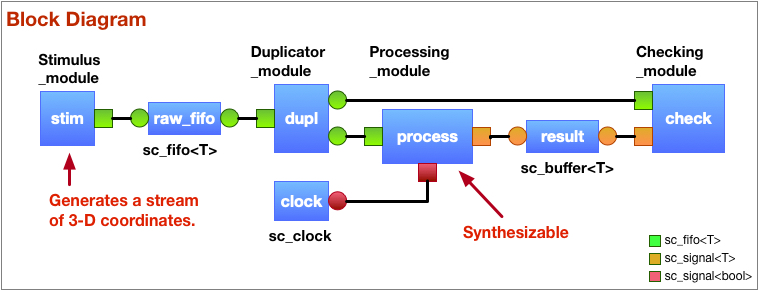 Block Diagram
Stimulus
_module
Duplicator
_module
Processing
_module
Checking
_module
stim
raw_fifo
dupl
process
result
check
sc_fifo<T>
sc_buffer<T>
clock
sc_clock
Generates a stream
of 3-D coordinates.
Synthesizable
sc_fifo<T>
sc_signal<T>
sc_signal<bool>